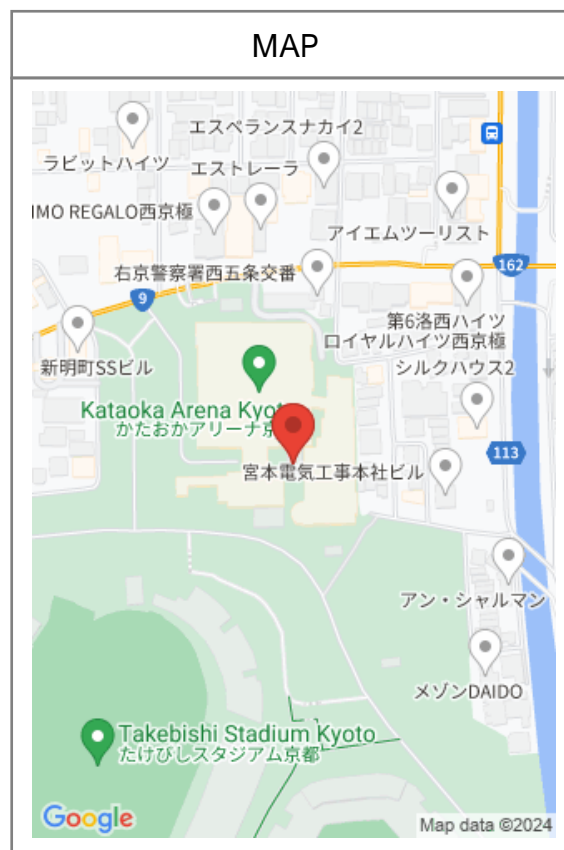 MAP
エスペランスナカイ2
ラビットハイツ
エストレーラ
IMO REGALO西京極
アイエムツーリスト
右京警察署西五条交番
162
9
第6洛西ハイツ
ロイヤルハイツ西京極
新明町SSビル
シルクハウス2
Kataoka Arena Kyoto
かたおかアリーナ京
宮本電気工事本社ビル
113
アン・シャルマン
メゾンDAIDO
Takebishi Stadium Kyoto
たけびしスタジアム京都
Google
Map data ©2024